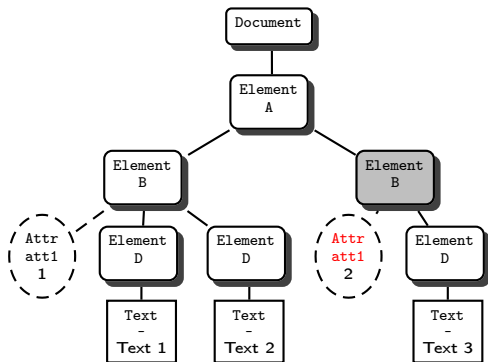 Document
Element
A
Element
B
Element
B
Attr
att1
1
Element
D
Element
D
Attr
att1
2
Element
D
Text
-
Text 1
Text
-
Text 2
Text
-
Text 3